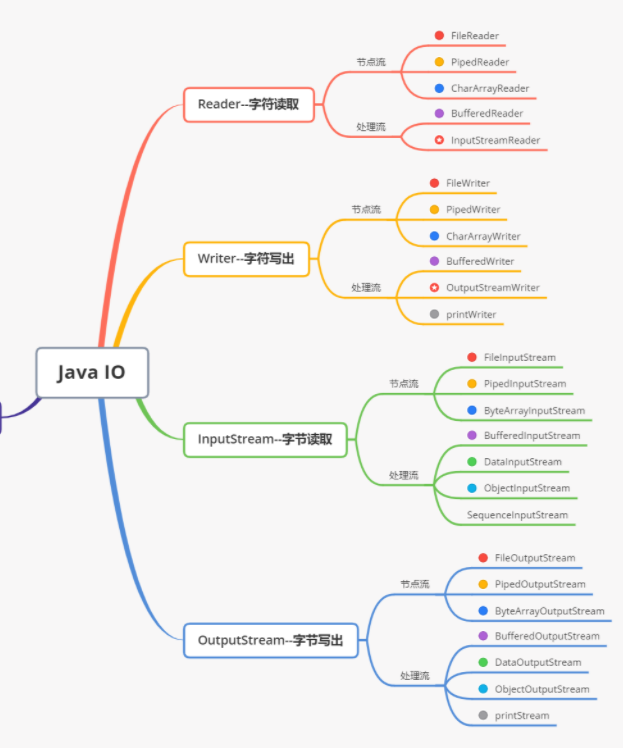 Java IO
Reader--字符读取
节点流
FileReader
PipedReader
CharArrayReader
处理流
BufferedReader
InputStreamReader
Writer--字符写出
节点流
FileWriter
PipedWriter
CharArrayWriter
处理流
BufferedWriter
OutputStreamWriter
printWriter
InputStream--字节读取
节点流
FileInputStream
PipedInputStream
ByteArrayInputStream
处理流
BufferedInputStream
DataInputStream
ObjectInputStream
SequenceInputStream
OutputStream--字节写出
节点流
FileOutputStream
PipedOutputStream
ByteArrayOutputStream
处理流
BufferedOutputStream
DataOutputStream
ObjectOutputStream
printStream